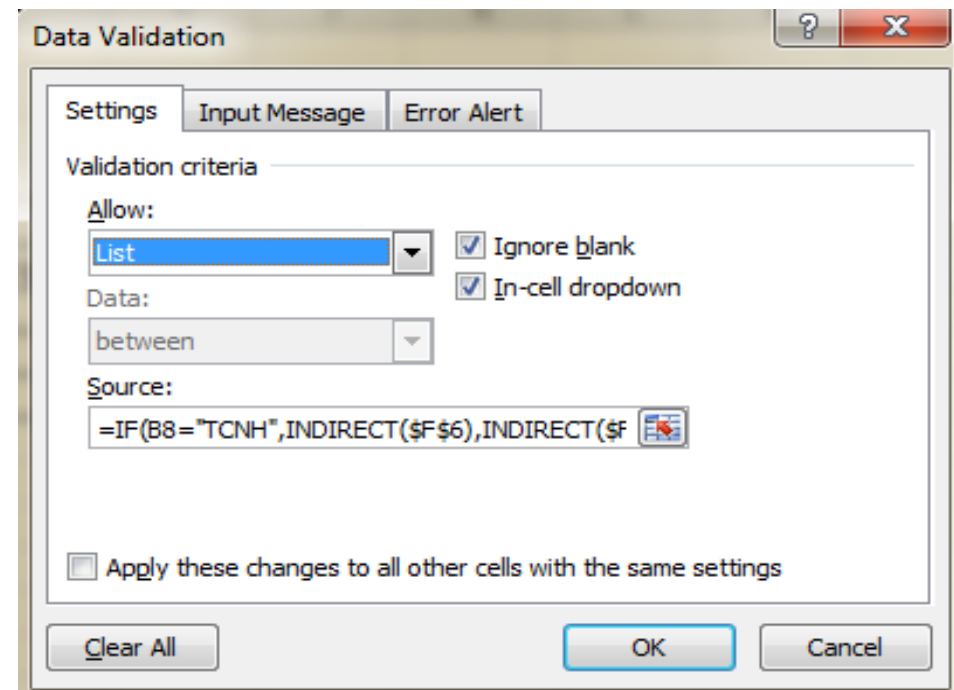 Data Validation
Settings
Input Message
Error Alert
Validation criteria
Allow:
List
Ignore blank
In-cell dropdown
Data:
between
Source:
=IF(B8="TCNH",INDIRECT($F$6),INDIRECT($F
Apply these changes to all other cells with the same settings
Clear All
OK
Cancel